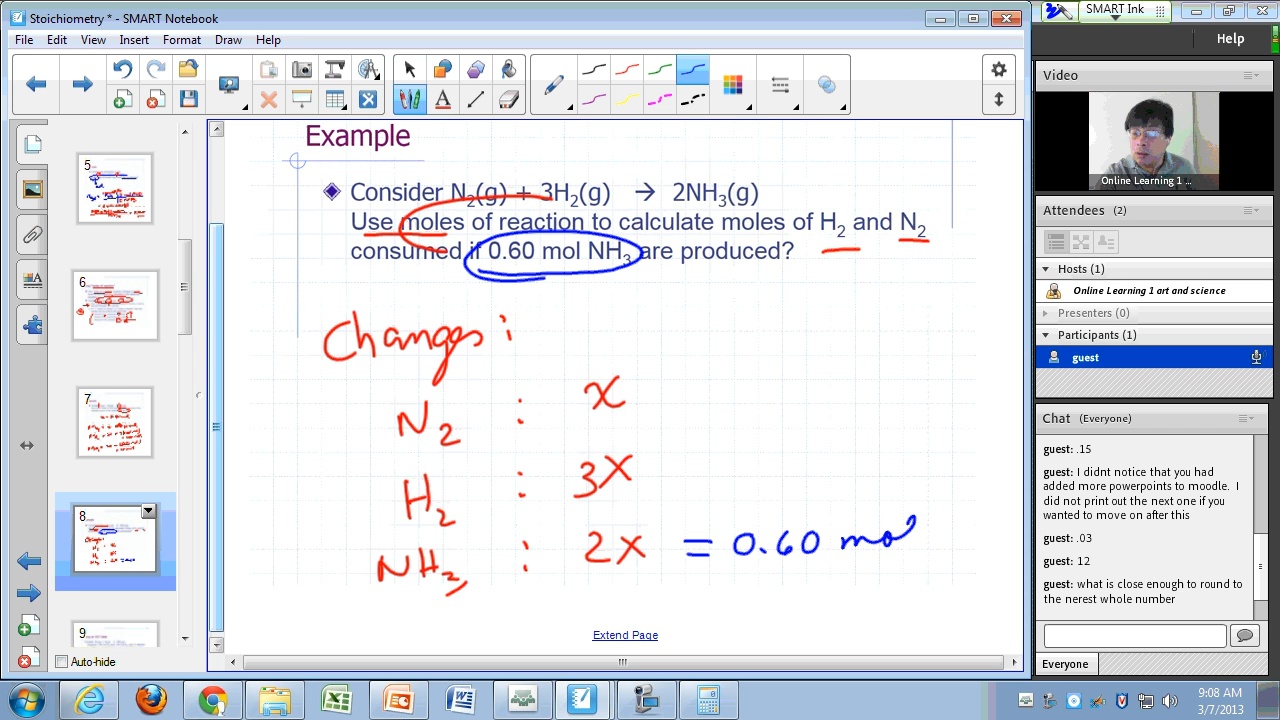 Stoichiometry * - SMART Notebook
SMART Ink
File Edit View Insert Format Draw Help
Help
Example
Consider N₂(g) + 3H₂(g) → 2NH₃(g)
Use moles of reaction to calculate moles of H₂ and N₂
consumed if 0.60 mol NH₃ are produced?
Changes :
N₂ : x
H₂ : 3x
NH₃ : 2x = 0.60 mol
Extend Page
5
6
7
8
9
Auto-hide
Video
Online Learning 1 ...
Attendees (2)
Hosts (1)
Online Learning 1 art and science
Presenters (0)
Participants (1)
guest
Chat (Everyone)
guest: .15
guest: I didnt notice that you had
added more powerpoints to moodle. I
did not print out the next one if you
wanted to move on after this
guest: .03
guest: 12
guest: what is close enough to round to
the nerest whole number
Everyone
9:08 AM
3/7/2013